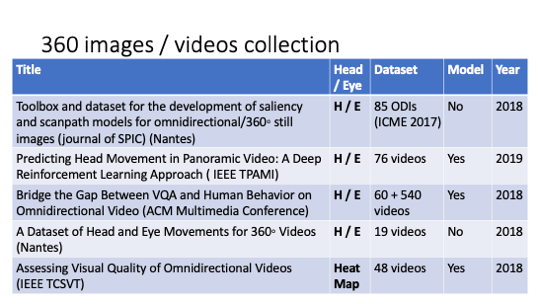 360 images / videos collection
Title Head / Eye Dataset Model Year
Toolbox and dataset for the development of saliency and scanpath models for omnidirectional/360◦ still images (journal of SPIC) (Nantes) H / E 85 ODIs (ICME 2017) No 2018
Predicting Head Movement in Panoramic Video: A Deep Reinforcement Learning Approach ( IEEE TPAMI) H / E 76 videos Yes 2019
Bridge the Gap Between VQA and Human Behavior on Omnidirectional Video (ACM Multimedia Conference) H / E 60 + 540 videos Yes 2018
A Dataset of Head and Eye Movements for 360◦ Videos (Nantes) H / E 19 videos No 2018
Assessing Visual Quality of Omnidirectional Videos (IEEE TCSVT) Heat Map 48 videos Yes 2018